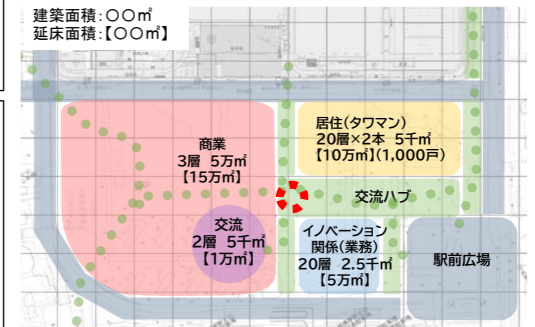 建築面積:〇〇㎡
延床面積:【〇〇㎡】
商業
3層 5万㎡
【15万㎡】
居住(タワマン)
20層×2本 5千㎡
【10万㎡】(1,000戸)
交流ハブ
交流
2層 5千㎡
【1万㎡】
イノベーション
関係(業務)
20層 2.5千㎡
【5万㎡】
駅前広場